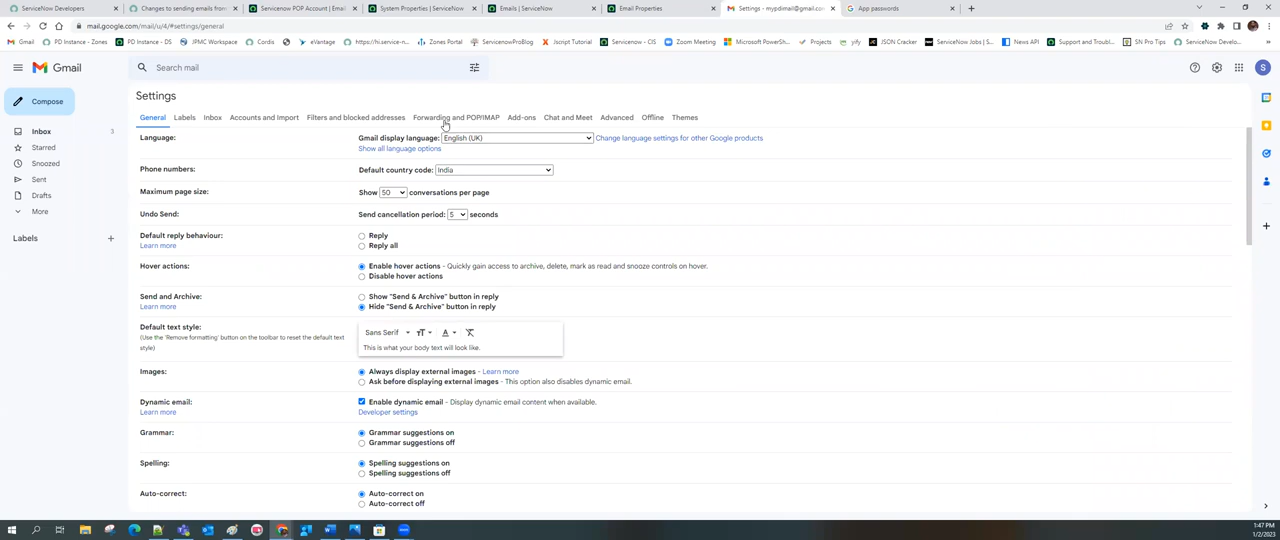 ServiceNow Developers
Changes to sending emails from
Servicenow POP Account | Email
System Properties | ServiceNow
Emails | ServiceNow
Email Properties
Settings - mypdimail@gmail.com
App passwords
mail.google.com/mail/u/4/#settings/general
Gmail
PD Instance - Zones
PD Instance - DS
JPMC Workspace
Cordis
eVantage
https://hi.service-n...
Zones Portal
ServicenowProBlog
Jscript Tutorial
Servicenow - CIS
Zoom Meeting
Microsoft PowerSh...
Projects
yify
JSON Cracker
ServiceNow Jobs | S...
News API
Support and Troubl...
SN Pro Tips
ServiceNow Develo...
Gmail
Search mail
S
Compose
Inbox 3
Starred
Snoozed
Sent
Drafts
More
Labels
Settings
General Labels Inbox Accounts and Import Filters and blocked addresses Forwarding and POP/IMAP Add-ons Chat and Meet Advanced Offline Themes
Language: Gmail display language: English (UK) Change language settings for other Google products
Show all language options
Phone numbers: Default country code: India
Maximum page size: Show 50 conversations per page
Undo Send: Send cancellation period: 5 seconds
Default reply behaviour: Reply
Learn more Reply all
Hover actions: Enable hover actions - Quickly gain access to archive, delete, mark as read and snooze controls on hover.
Disable hover actions
Send and Archive: Show "Send & Archive" button in reply
Learn more Hide "Send & Archive" button in reply
Default text style: Sans Serif
(Use the 'Remove formatting' button on the toolbar to reset the default text
style) This is what your body text will look like.
Images: Always display external images - Learn more
Ask before displaying external images - This option also disables dynamic email.
Dynamic email: Enable dynamic email - Display dynamic email content when available.
Learn more Developer settings
Grammar: Grammar suggestions on
Grammar suggestions off
Spelling: Spelling suggestions on
Spelling suggestions off
Auto-correct: Auto-correct on
Auto-correct off
1:47 PM
1/2/2023